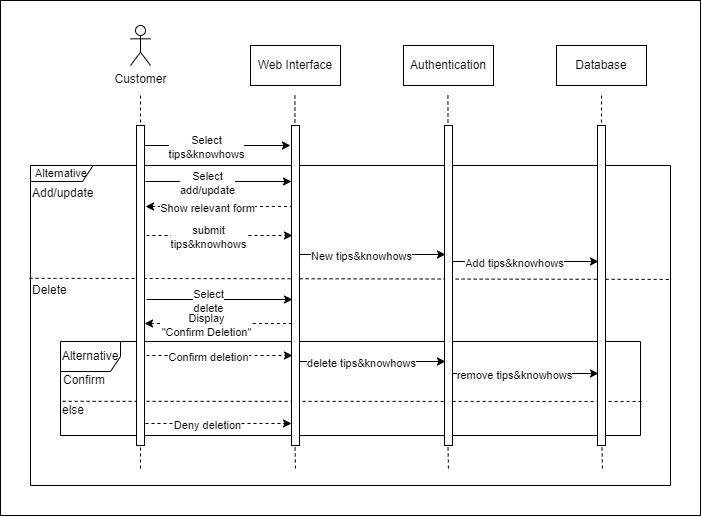 Customer
Web Interface
Authentication
Database
Select
tips&knowhows
Alternative
Add/update
Select
add/update
Show relevant form
submit
tips&knowhows
New tips&knowhows
Add tips&knowhows
Delete
Select
delete
Display
"Confirm Deletion"
Alternative
Confirm
Confirm deletion
delete tips&knowhows
remove tips&knowhows
else
Deny deletion